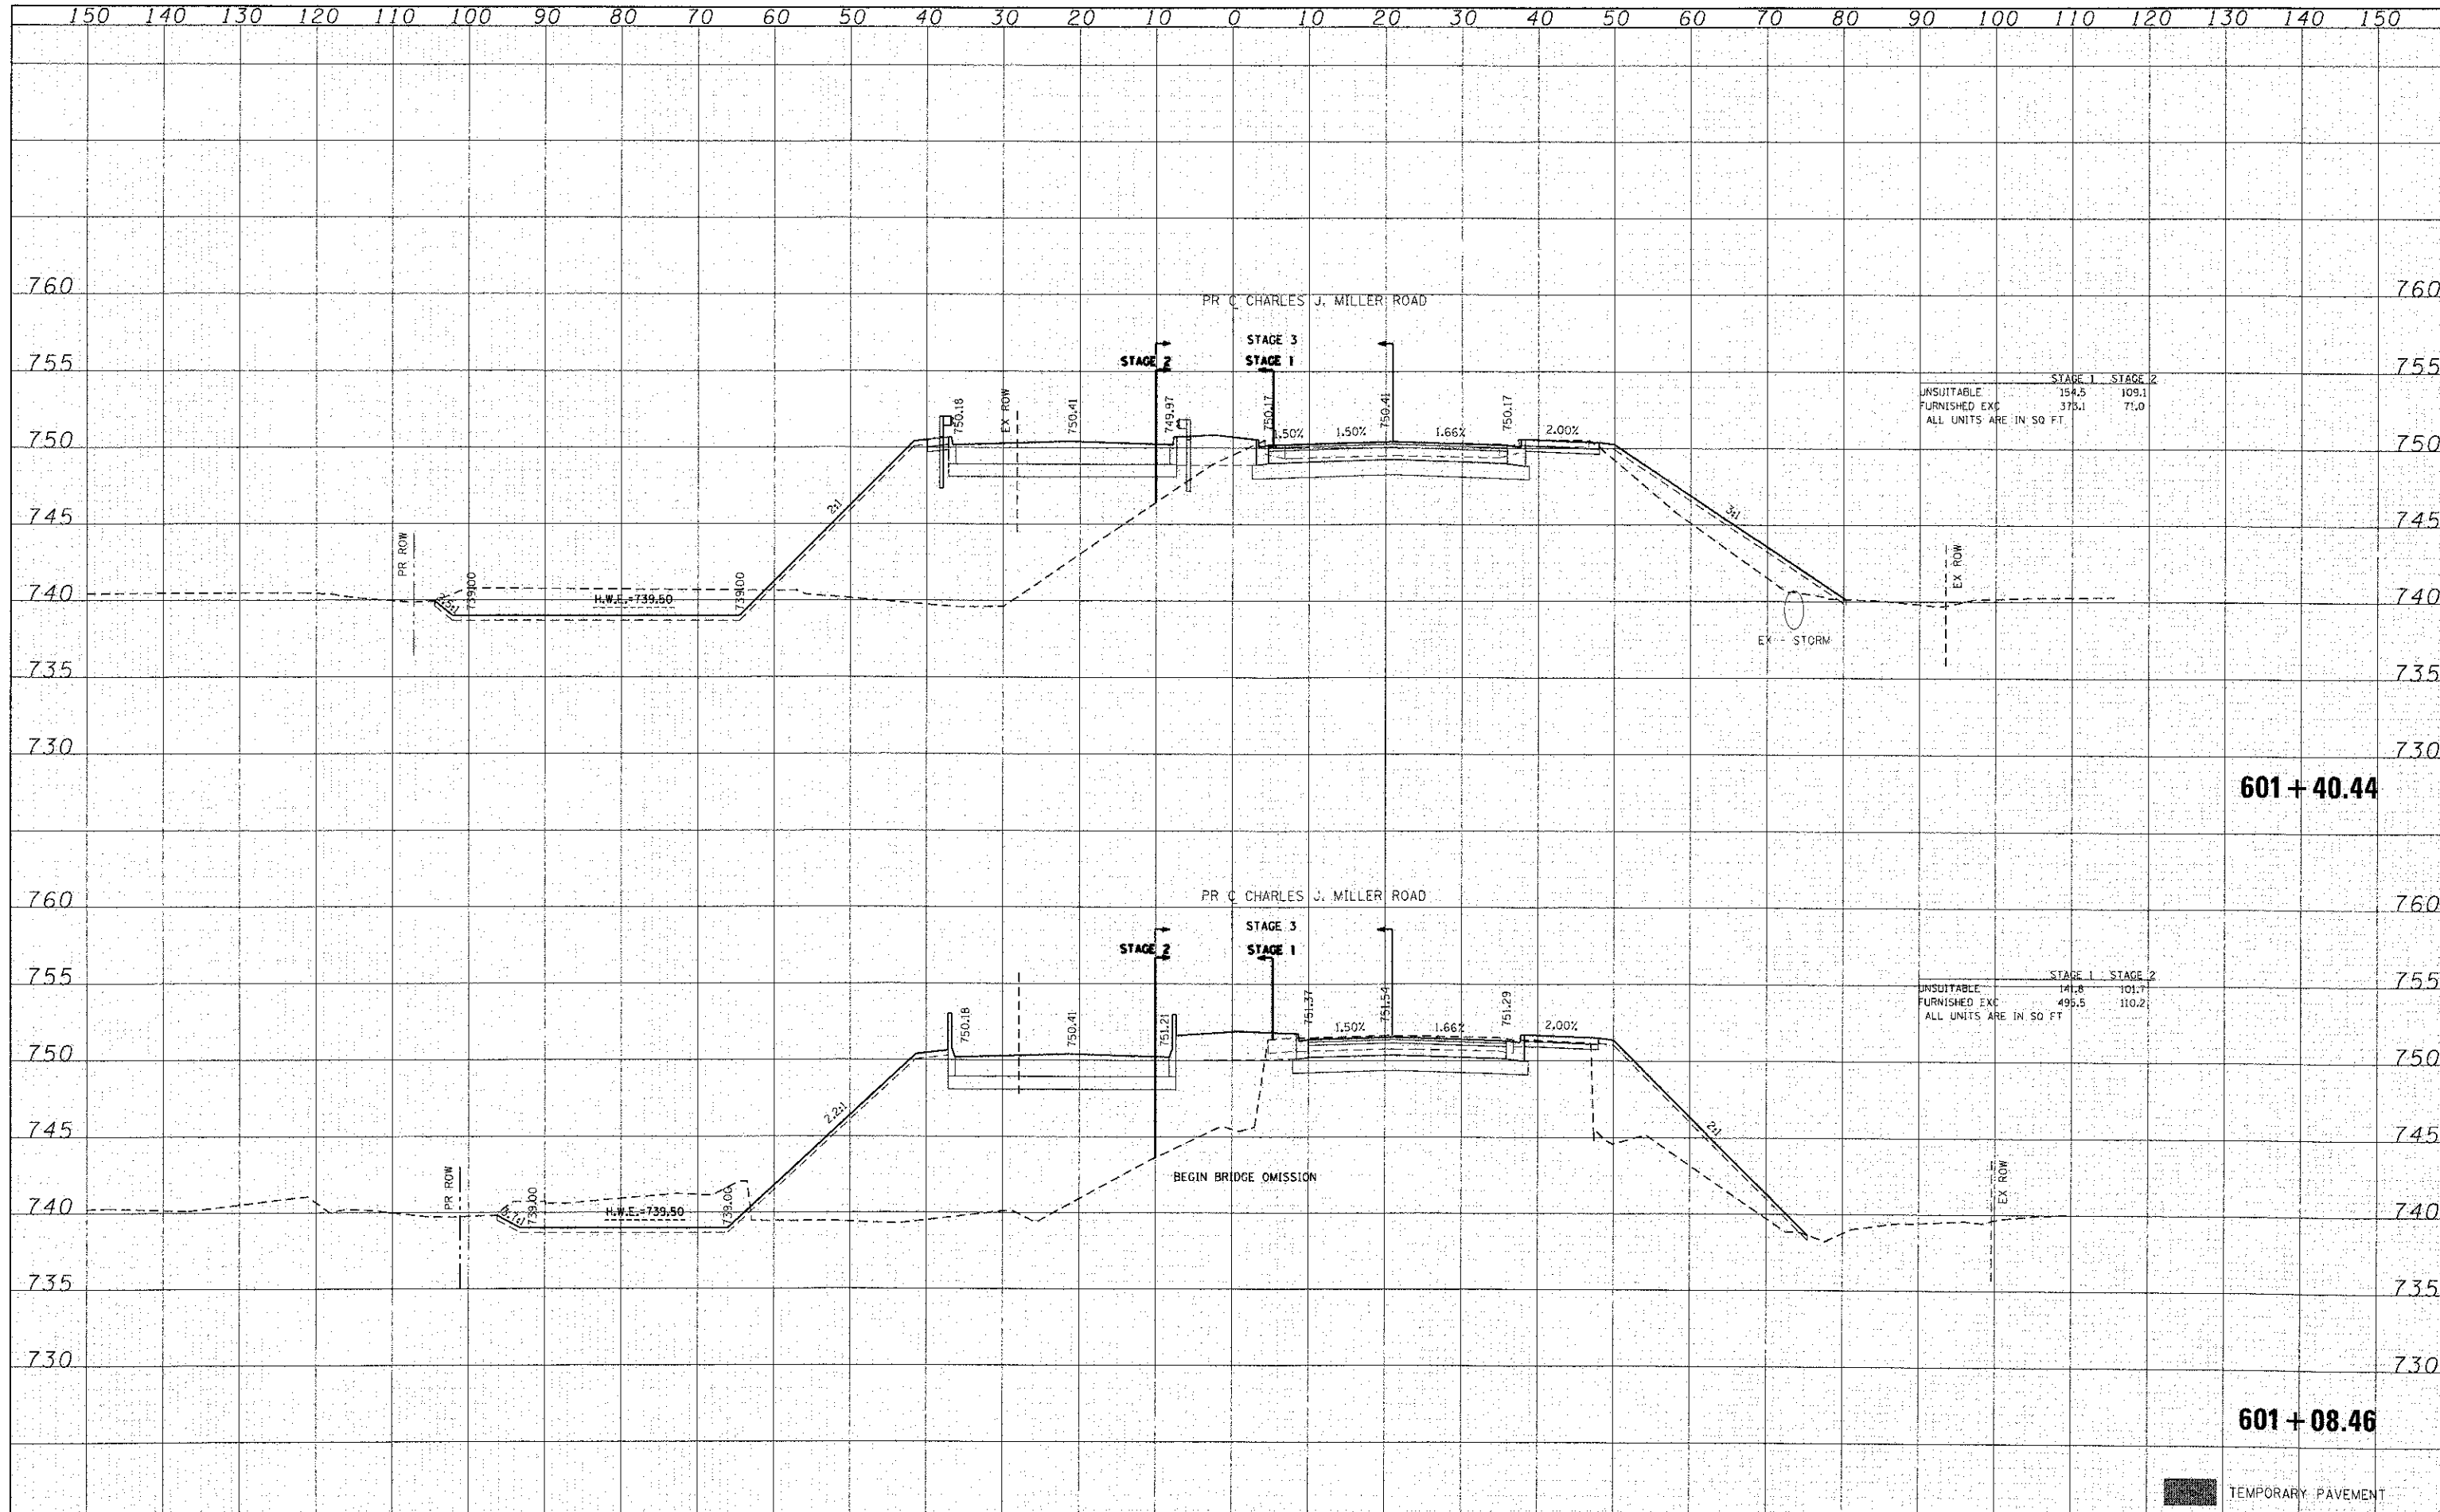 150 140 130 120 110 100 90 80 70 60 50 40 30 20 10 0 10 20 30 40 50 60 70 80 90 100 110 120 130 140 150
760 760
PR ℄ CHARLES J. MILLER ROAD
STAGE 3
STAGE 2 STAGE 1
755 755
STAGE 1 STAGE 2
UNSUITABLE 154.5 109.1
FURNISHED EXC 373.1 71.0
ALL UNITS ARE IN SQ FT
750.18 EX ROW 750.41 749.97 750.17 750.41 750.17
1.50% 1.50% 1.66% 2.00%
750 750
2:1 3:1
745 745
PR ROW EX ROW
739.00 739.00
H.W.E.=739.50
740 740
EX - STORM
735 735
730 730
601 + 40.44
760 760
PR ℄ CHARLES J. MILLER ROAD
STAGE 3
STAGE 2 STAGE 1
755 755
STAGE 1 STAGE 2
UNSUITABLE 141.8 101.7
FURNISHED EXC 495.5 110.2
ALL UNITS ARE IN SQ FT
750.18 750.41 751.21 751.37 751.54 751.29
1.50% 1.66% 2.00%
750 750
2.2:1 2:1
745 745
BEGIN BRIDGE OMISSION
PR ROW EX ROW
739.00 739.00
H.W.E.=739.50
740 740
735 735
730 730
601 + 08.46
TEMPORARY PAVEMENT